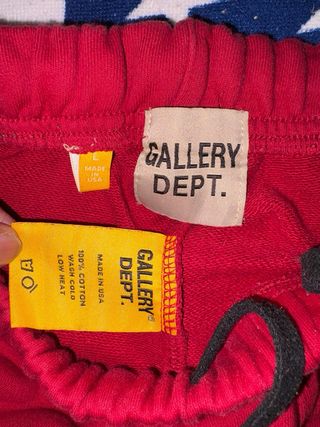 L
MADE IN
USA
GALLERY
DEPT.
GALLERY
DEPT.
MADE IN USA
100% COTTON
WASH COLD
LOW HEAT